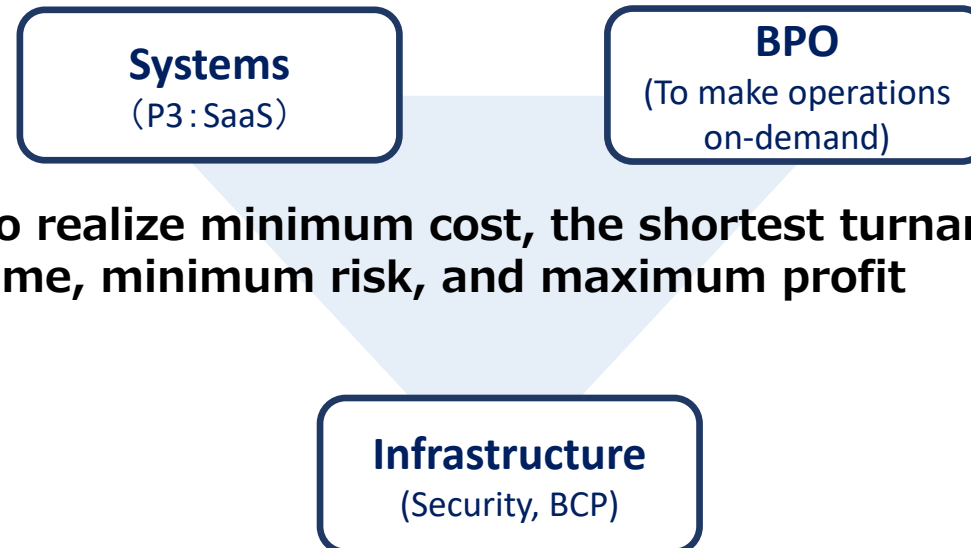 Systems
（P3：SaaS）
BPO
(To make operations
on-demand)
o realize minimum cost, the shortest turnar
me, minimum risk, and maximum profit
Infrastructure
(Security, BCP)